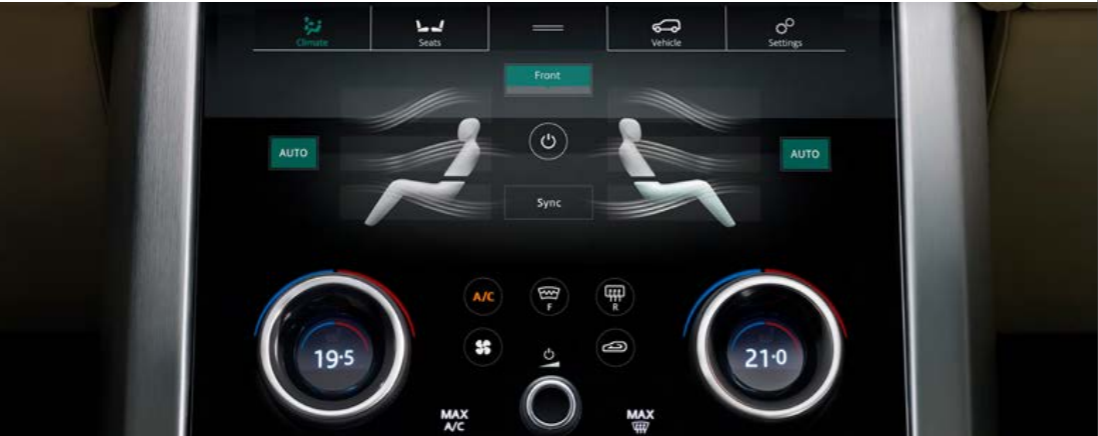 Climate
Seats
Vehicle
Settings
Front
AUTO
AUTO
Sync
A/C
F
R
19·5
21·0
MAX
A/C
MAX